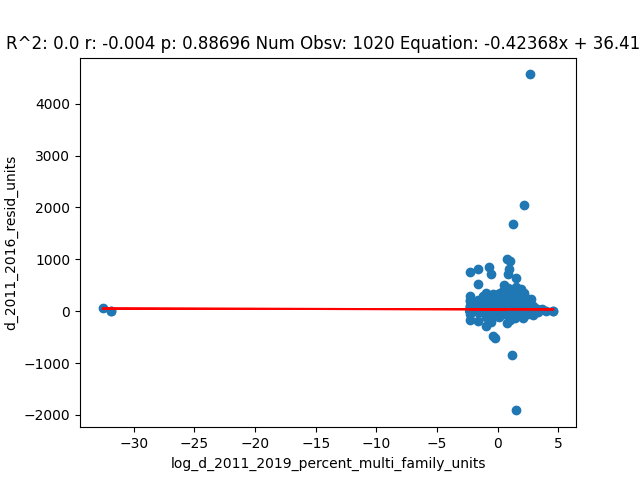 R^2: 0.0 r: -0.004 p: 0.88696 Num Obsv: 1020 Equation: -0.42368x + 36.41
4000
3000
2000
1000
0
−1000
−2000
d_2011_2016_resid_units
−30 −25 −20 −15 −10 −5 0 5
log_d_2011_2019_percent_multi_family_units